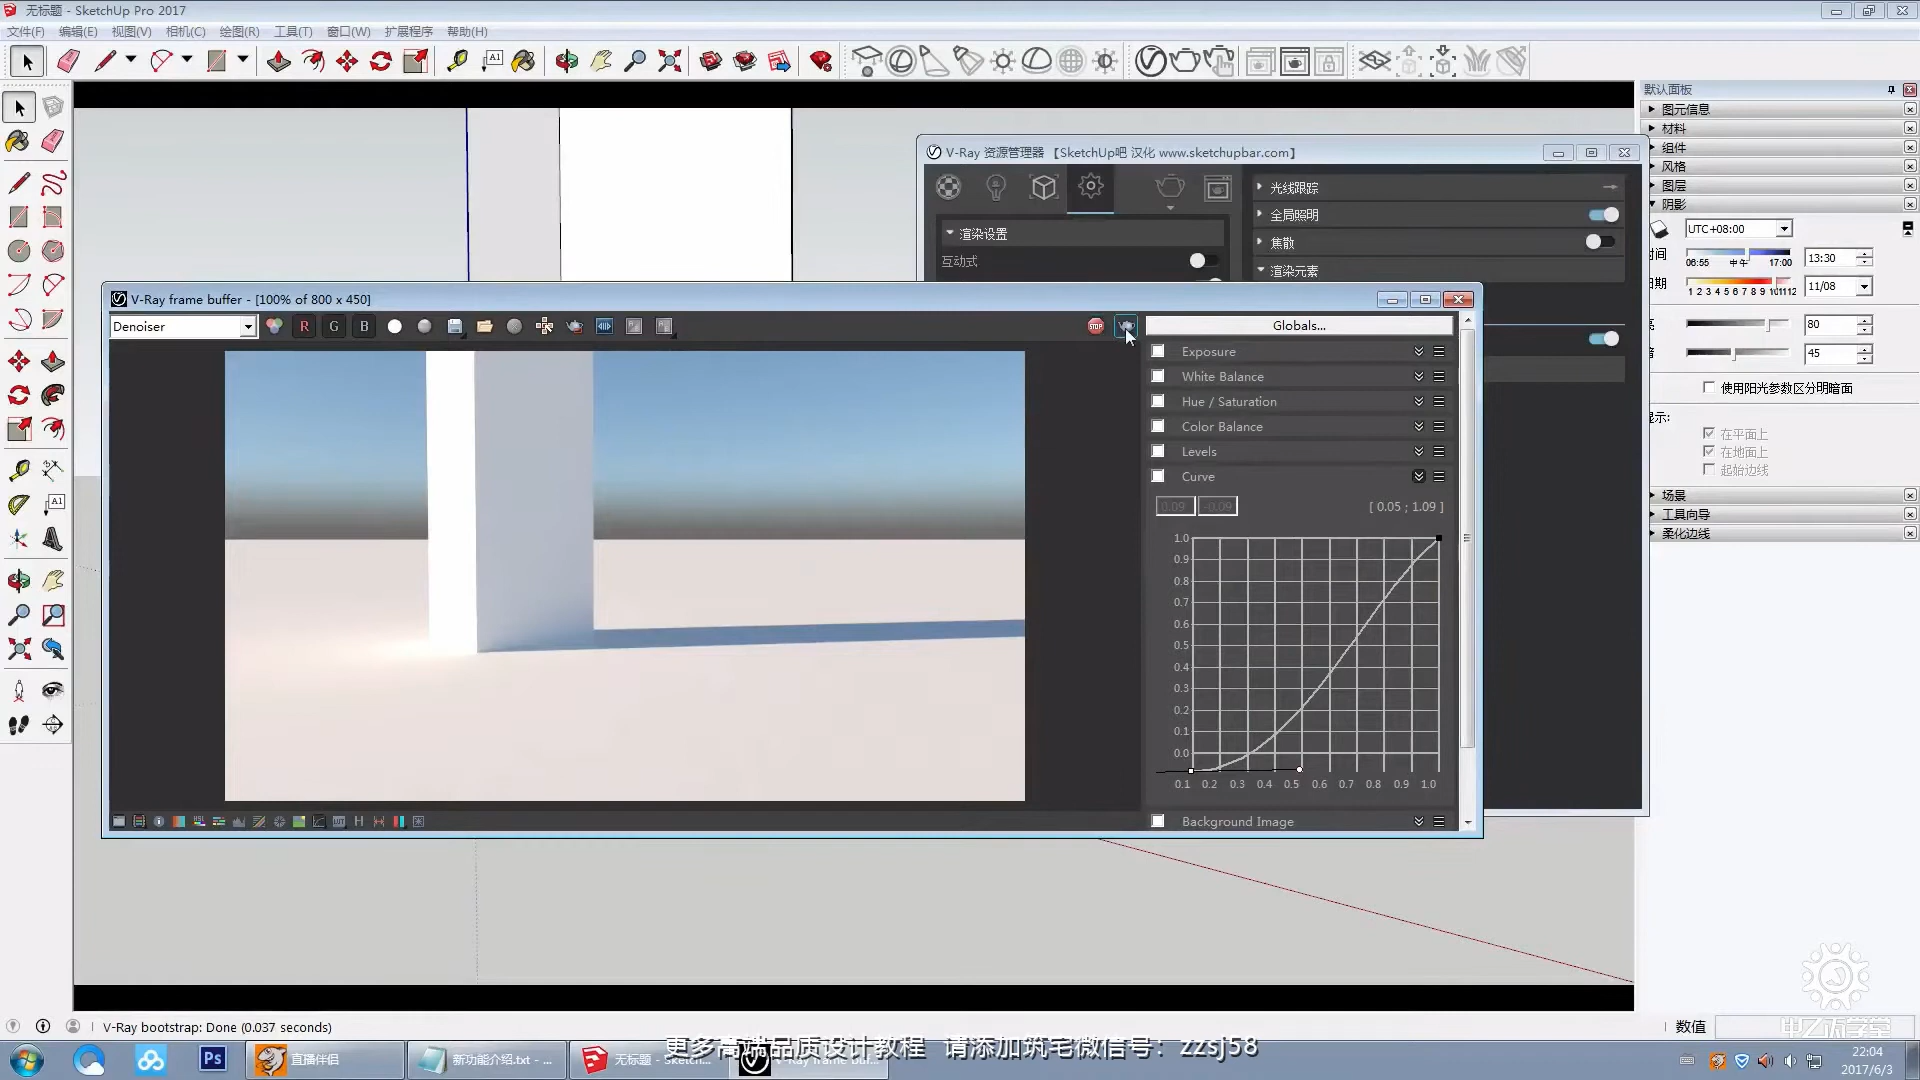 无标题 - SketchUp Pro 2017
文件(F) 编辑(E) 视图(V) 相机(C) 绘图(R) 工具(T) 窗口(W) 扩展程序 帮助(H)
默认面板
图元信息
材料
组件
风格
图层
阴影
UTC+08:00
06:55 中午 17:00 13:30
1 2 3 4 5 6 7 8 9 101112 11/08
80
45
使用阳光参数区分明暗面
在平面上
在地面上
起始边线
场景
工具向导
柔化边线
V-Ray 资源管理器 【SketchUp吧 汉化 www.sketchupbar.com】
渲染设置
互动式
光线跟踪
全局照明
焦散
渲染元素
V-Ray frame buffer - [100% of 800 x 450]
Denoiser
R G B
STOP
Globals...
Exposure
White Balance
Hue / Saturation
Color Balance
Levels
Curve
0.09 -0.09 [ 0.05 ; 1.09 ]
1.0
0.9
0.8
0.7
0.6
0.5
0.4
0.3
0.2
0.1
0.0
0.1 0.2 0.3 0.4 0.5 0.6 0.7 0.8 0.9 1.0
Background Image
V-Ray bootstrap: Done (0.037 seconds)
数值
Ps
直播伴侣
新功能介绍.txt - ...
无标题 - Sketch...
更多高端品质设计教程 请添加筑宅微信号：zzsj58
22:04
2017/6/3